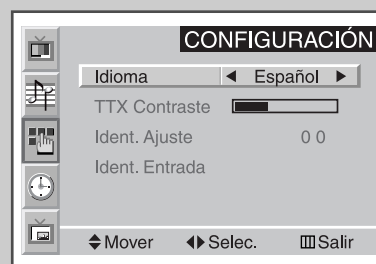 CONFIGURACIÓN
Idioma ◀ Español ▶
TTX Contraste
Ident. Ajuste 0 0
Ident. Entrada
Mover Selec. Salir